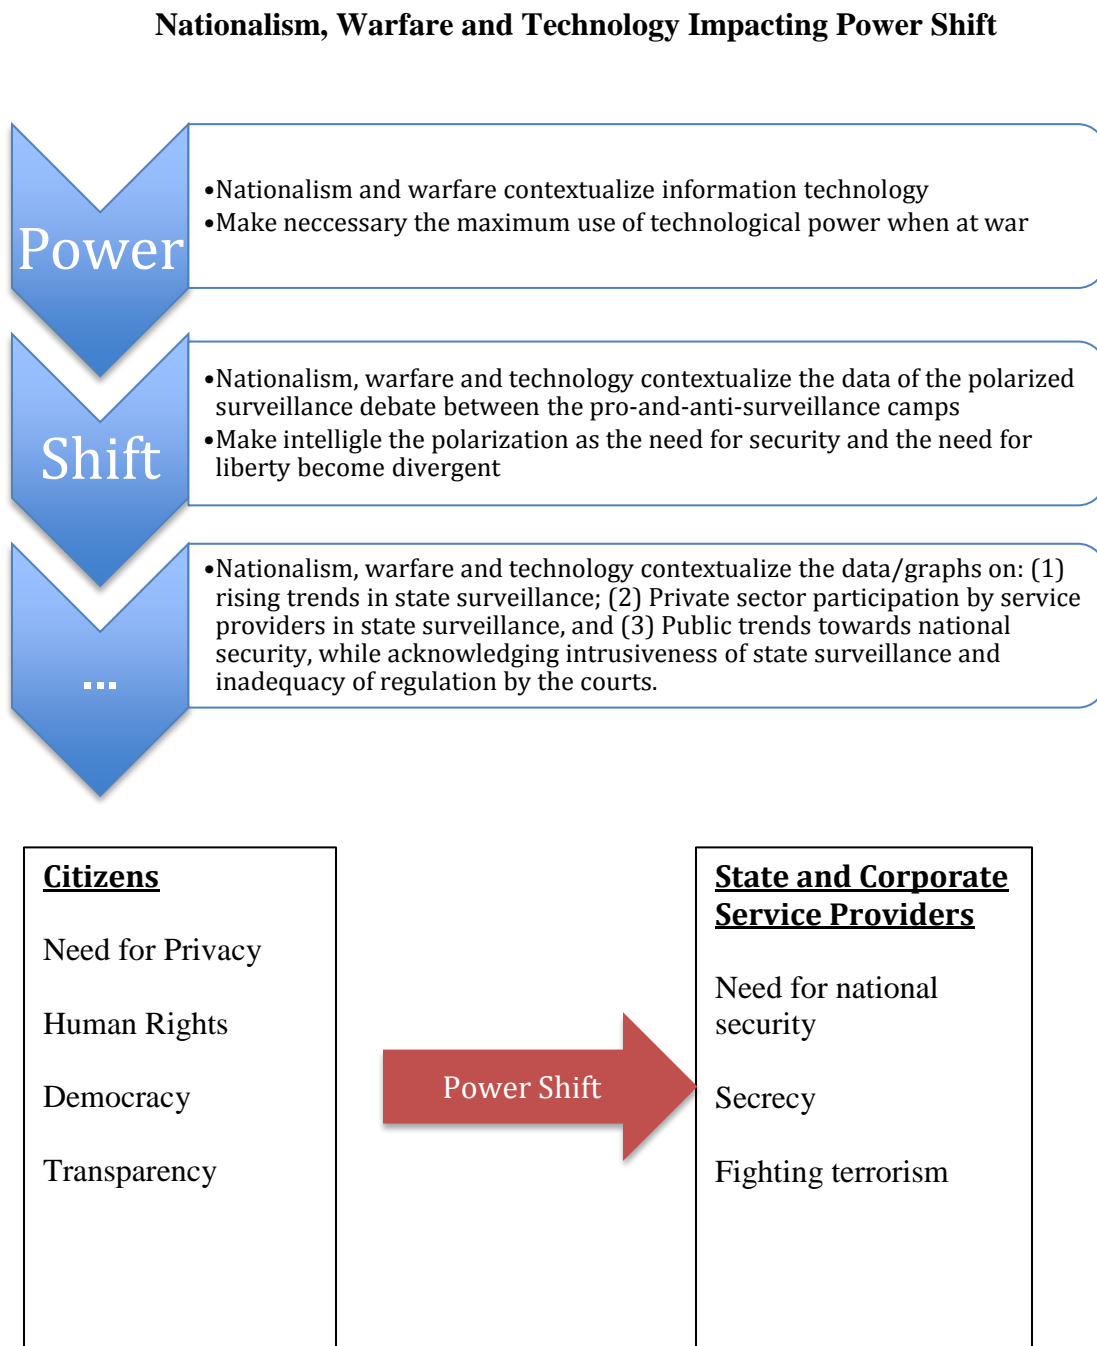 Nationalism, Warfare and Technology Impacting Power Shift
Power
•Nationalism and warfare contextualize information technology
•Make neccessary the maximum use of technological power when at war
Shift
•Nationalism, warfare and technology contextualize the data of the polarized
surveillance debate between the pro-and-anti-surveillance camps
•Make intelligle the polarization as the need for security and the need for
liberty become divergent
...
•Nationalism, warfare and technology contextualize the data/graphs on: (1)
rising trends in state surveillance; (2) Private sector participation by service
providers in state surveillance, and (3) Public trends towards national
security, while acknowledging intrusiveness of state surveillance and
inadequacy of regulation by the courts.
Citizens
Need for Privacy
Human Rights
Democracy
Transparency
Power Shift
State and Corporate
Service Providers
Need for national
security
Secrecy
Fighting terrorism